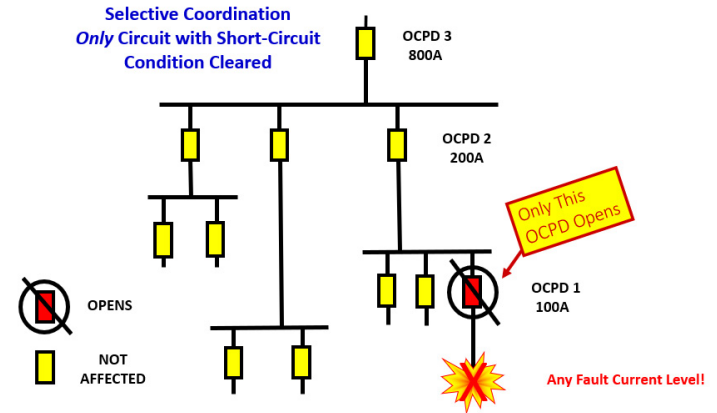 Selective Coordination
Only Circuit with Short-Circuit
Condition Cleared
OCPD 3
800A
OCPD 2
200A
Only This
OCPD Opens
OCPD 1
100A
OPENS
NOT
AFFECTED
X
Any Fault Current Level!